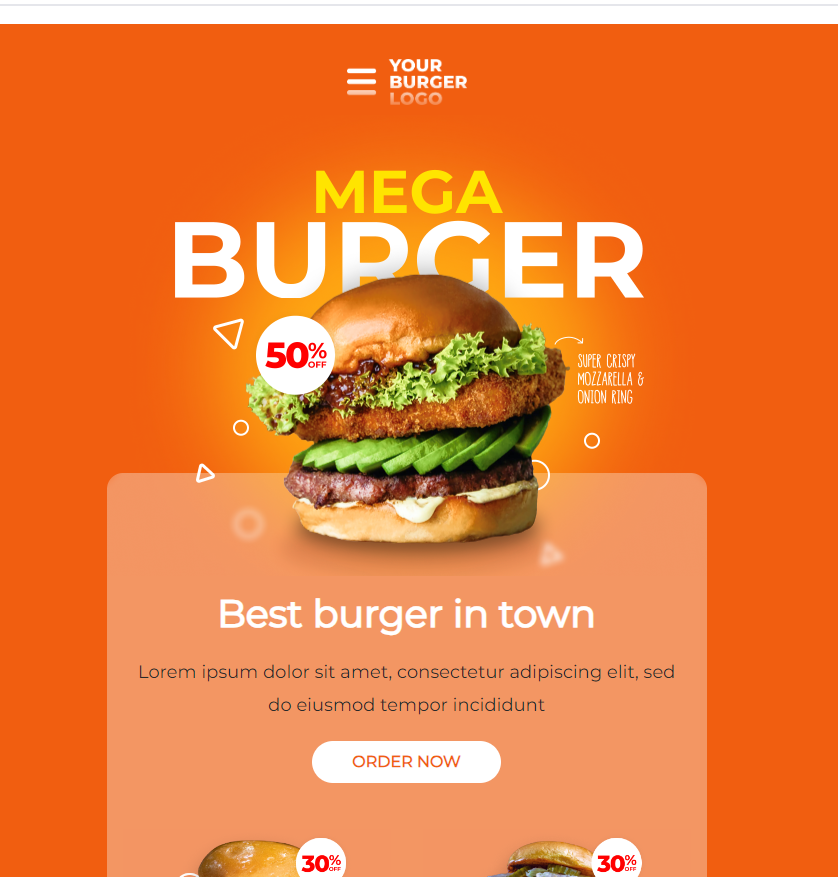 YOUR
BURGER
LOGO
MEGA
BURGER
50%
OFF
SUPER CRISPY
MOZZARELLA &
ONION RING
Best burger in town
Lorem ipsum dolor sit amet, consectetur adipiscing elit, sed
do eiusmod tempor incididunt
ORDER NOW
30%
OFF
30%
OFF